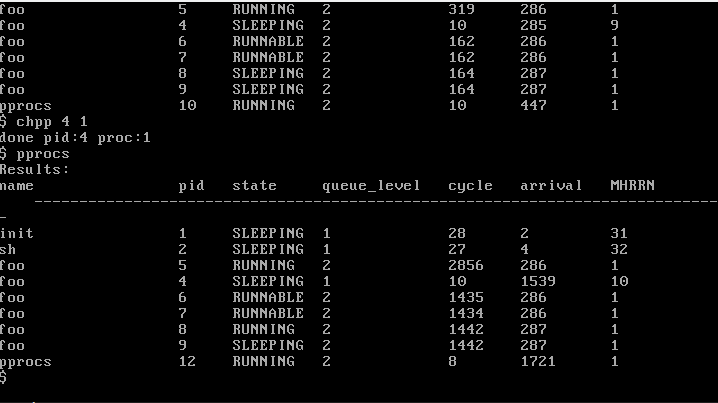 foo 5 RUNNING 2 319 286 1
foo 4 SLEEPING 2 10 285 9
foo 6 RUNNABLE 2 162 286 1
foo 7 RUNNABLE 2 162 286 1
foo 8 SLEEPING 2 164 287 1
foo 9 SLEEPING 2 164 287 1
pprocs 10 RUNNING 2 10 447 1
$ chpp 4 1
done pid:4 proc:1
$ pprocs
Results:
name pid state queue_level cycle arrival MHRRN
--------------------------------------------------------------------------------
init 1 SLEEPING 1 28 2 31
sh 2 SLEEPING 1 27 4 32
foo 5 RUNNING 2 2856 286 1
foo 4 SLEEPING 1 10 1539 10
foo 6 RUNNABLE 2 1435 286 1
foo 7 RUNNABLE 2 1434 286 1
foo 8 RUNNING 2 1442 287 1
foo 9 SLEEPING 2 1442 287 1
pprocs 12 RUNNING 2 8 1721 1
$